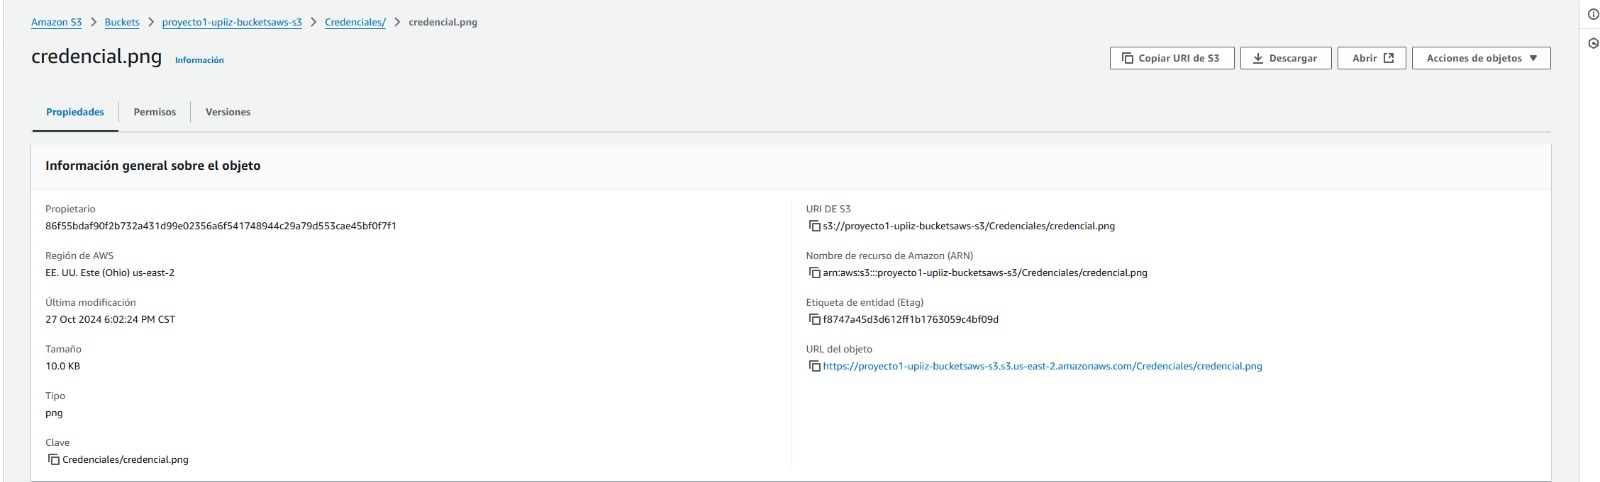 Amazon S3 > Buckets > proyecto1-upiiz-bucketsaws-s3 > Credenciales/ > credencial.png
credencial.png Información
Copiar URI de S3 Descargar Abrir Acciones de objetos
Propiedades Permisos Versiones
Información general sobre el objeto
Propietario
86f55bdaf90f2b732a431d99e02356a6f541748944c29a79d553cae45bf0f7f1
Región de AWS
EE. UU. Este (Ohio) us-east-2
Última modificación
27 Oct 2024 6:02:24 PM CST
Tamaño
10.0 KB
Tipo
png
Clave
Credenciales/credencial.png
URI DE S3
s3://proyecto1-upiiz-bucketsaws-s3/Credenciales/credencial.png
Nombre de recurso de Amazon (ARN)
arn:aws:s3:::proyecto1-upiiz-bucketsaws-s3/Credenciales/credencial.png
Etiqueta de entidad (Etag)
f8747a45d3d612ff1b1763059c4bf09d
URL del objeto
https://proyecto1-upiiz-bucketsaws-s3.s3.us-east-2.amazonaws.com/Credenciales/credencial.png